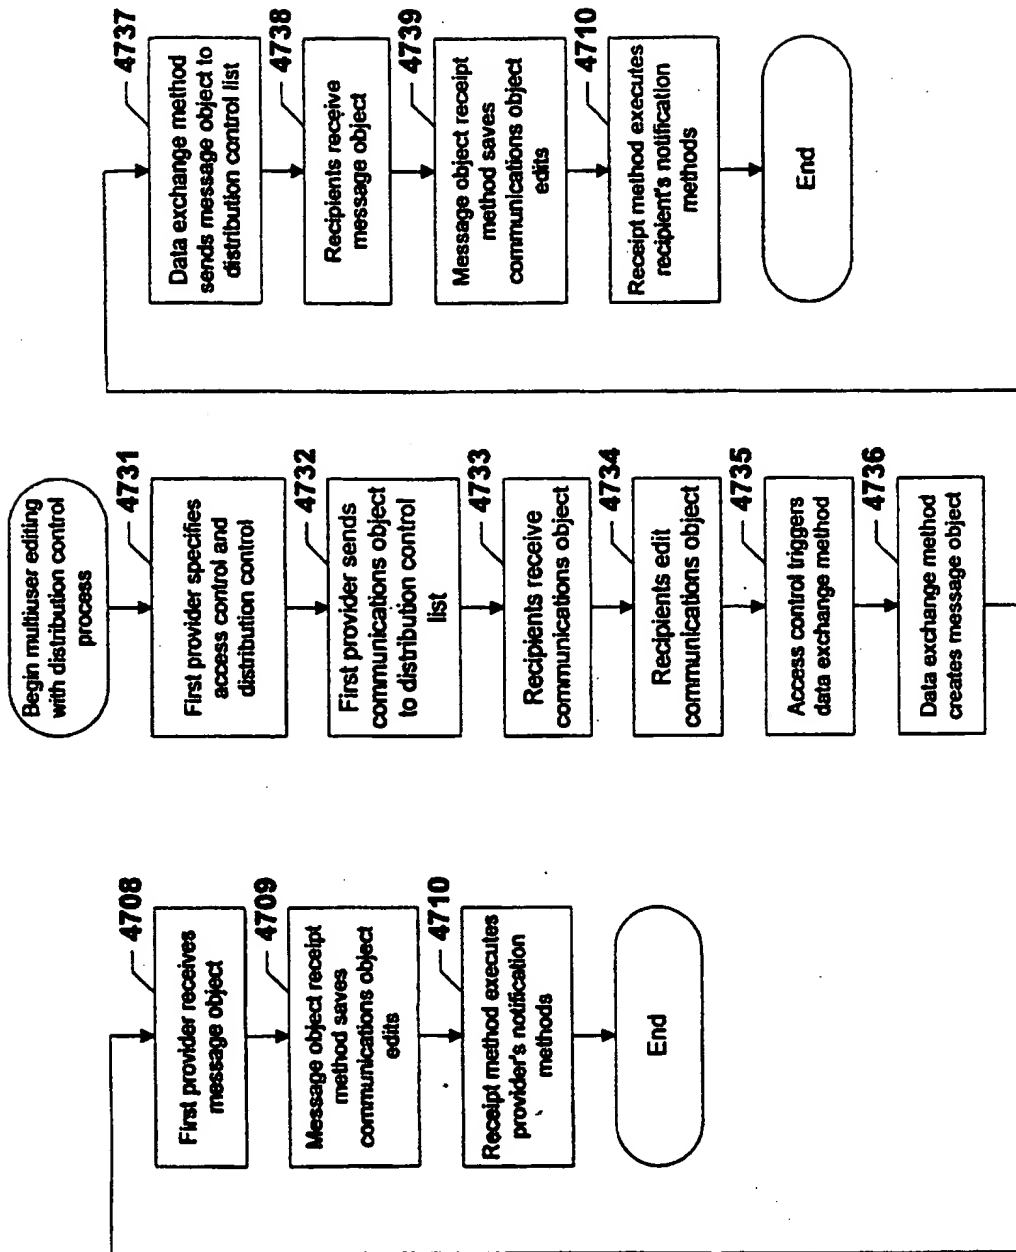 First provider receives
message object
4708
Message object receipt
method saves
communications object
edits
4709
Receipt method executes
provider's notification
methods
4710
End
Begin multiuser editing
with distribution control
process
First provider specifies
access control and
distribution control
4731
First provider sends
communications object
to distribution control
list
4732
Recipients receive
communications object
4733
Recipients edit
communications object
4734
Access control triggers
data exchange method
4735
Data exchange method
creates message object
4736
Data exchange method
sends message object to
distribution control list
4737
Recipients receive
message object
4738
Message object receipt
method saves
communications object
edits
4739
Receipt method executes
recipient's notification
methods
4710
End